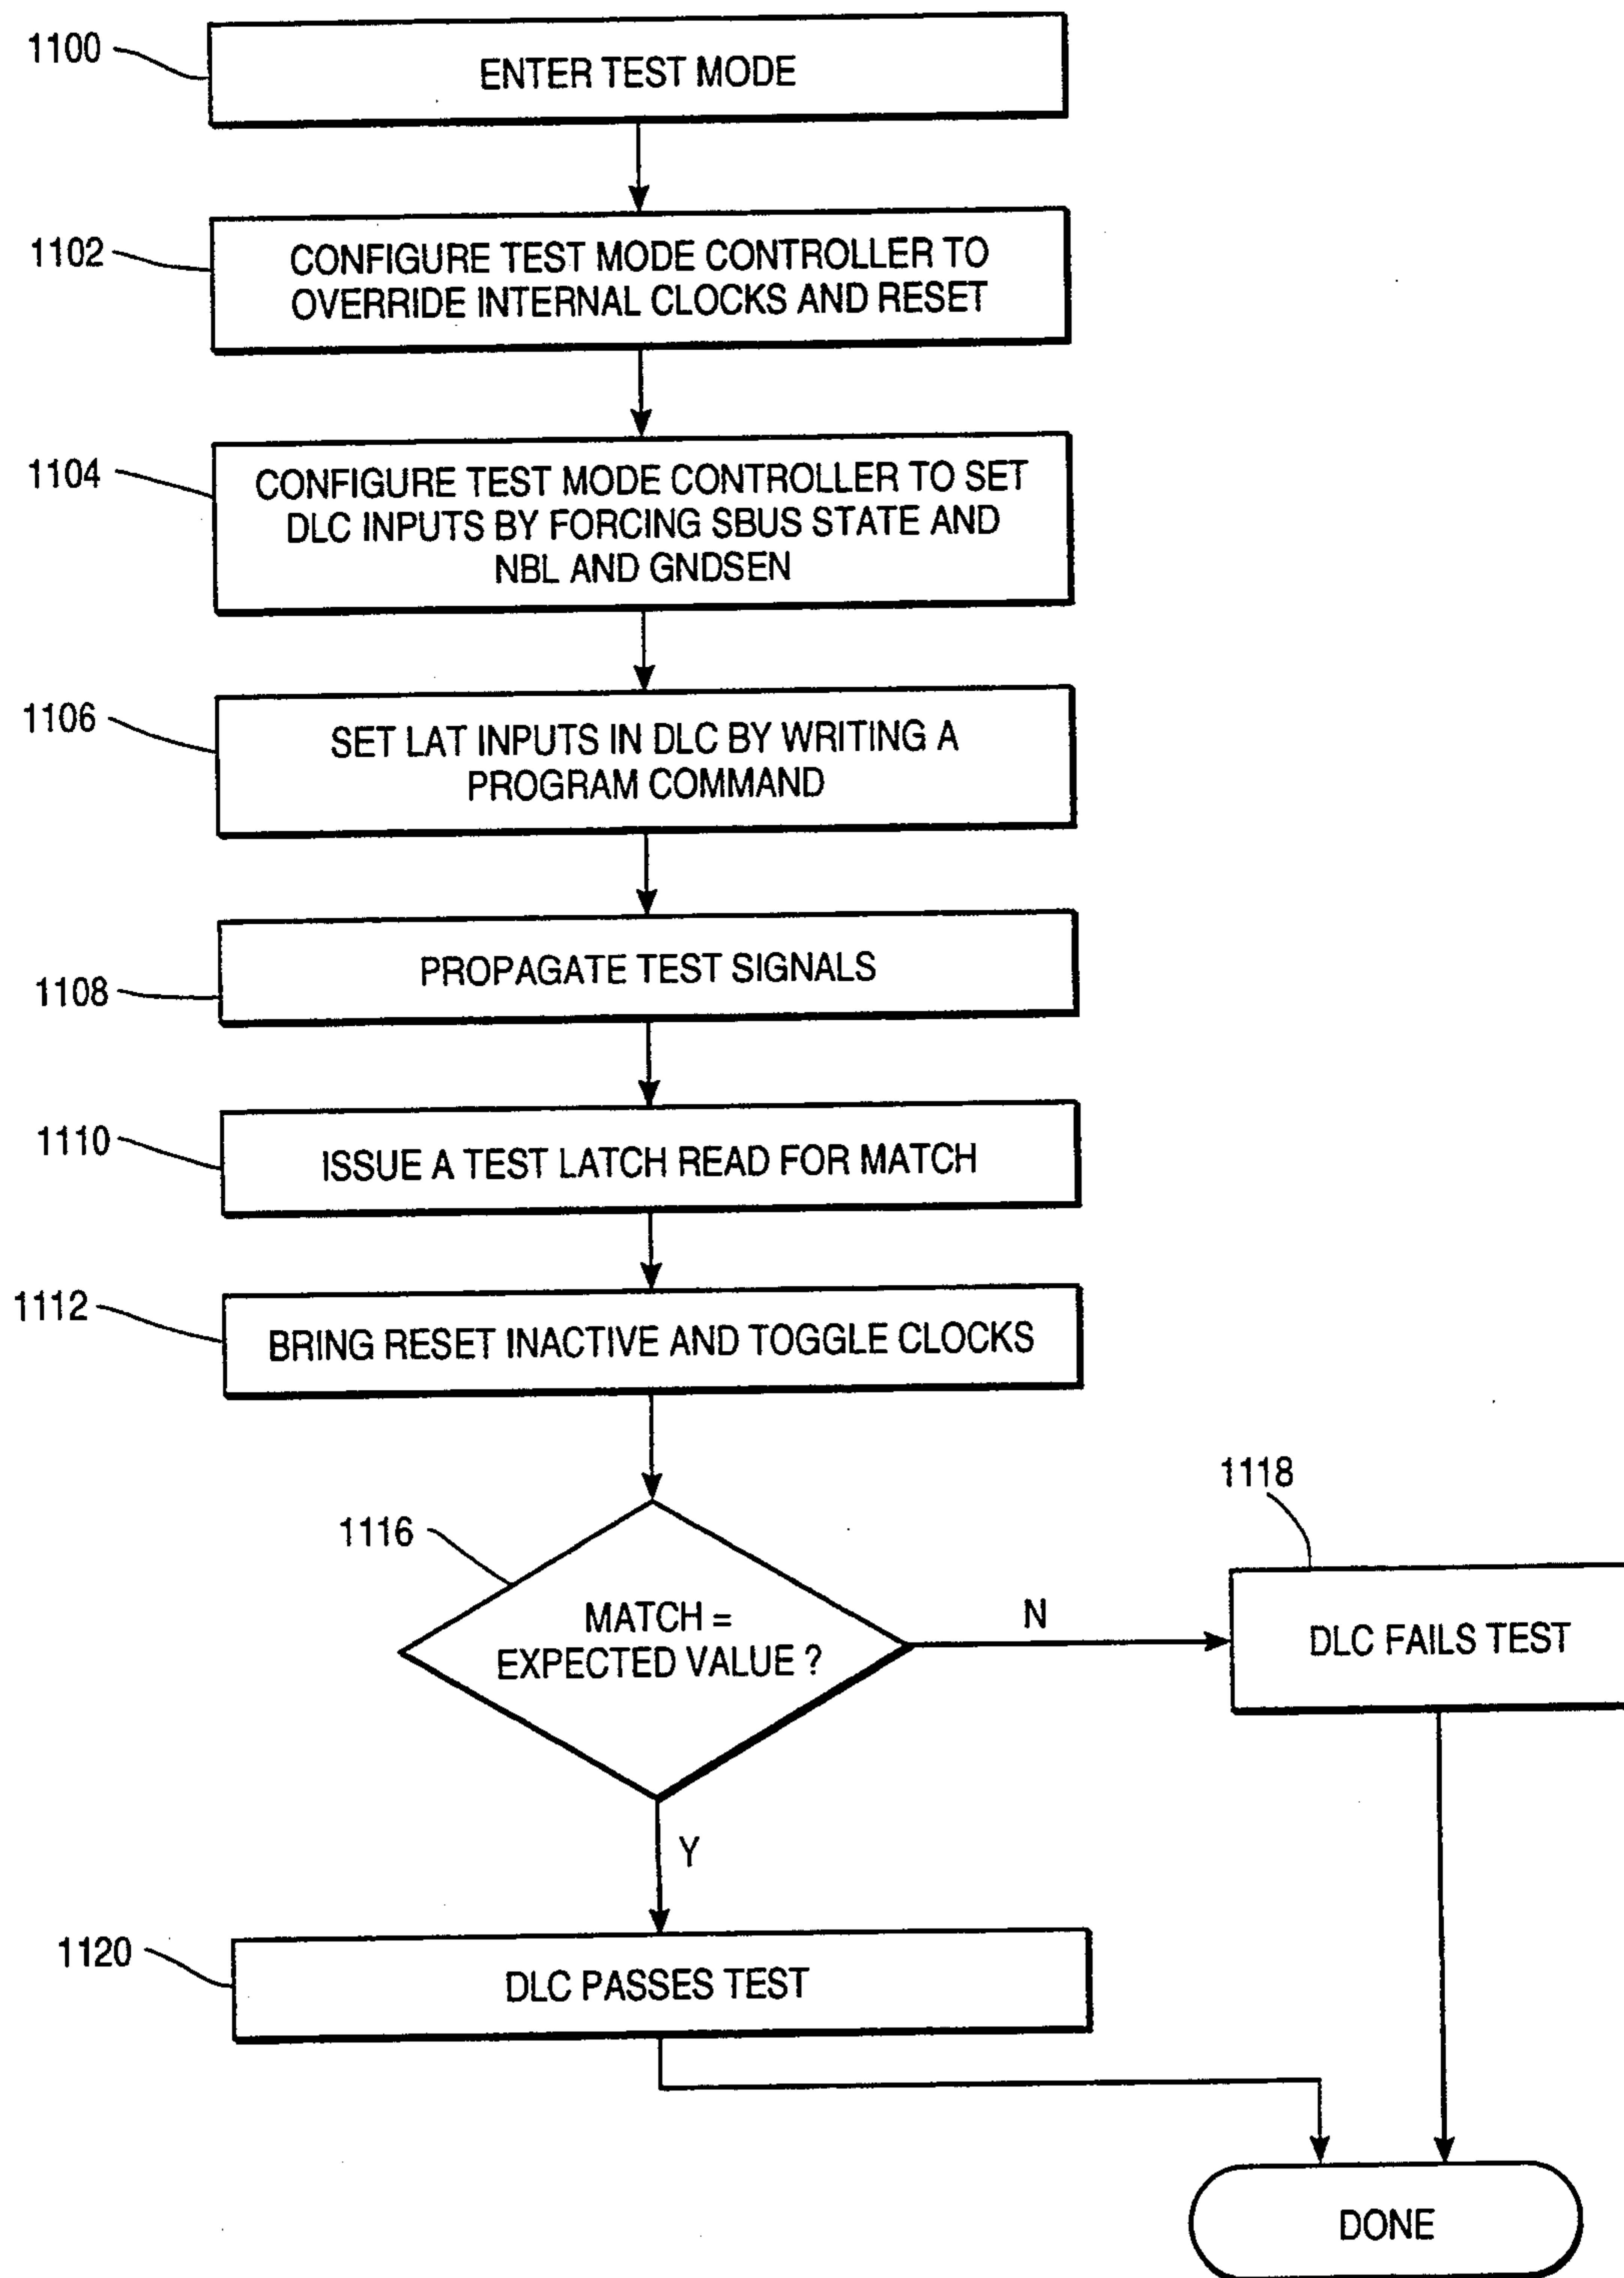 1100
ENTER TEST MODE
1102
CONFIGURE TEST MODE CONTROLLER TO
OVERRIDE INTERNAL CLOCKS AND RESET
1104
CONFIGURE TEST MODE CONTROLLER TO SET
DLC INPUTS BY FORCING SBUS STATE AND
NBL AND GNDSEN
1106
SET LAT INPUTS IN DLC BY WRITING A
PROGRAM COMMAND
1108
PROPAGATE TEST SIGNALS
1110
ISSUE A TEST LATCH READ FOR MATCH
1112
BRING RESET INACTIVE AND TOGGLE CLOCKS
1116
MATCH =
EXPECTED VALUE ?
N
1118
DLC FAILS TEST
Y
1120
DLC PASSES TEST
DONE